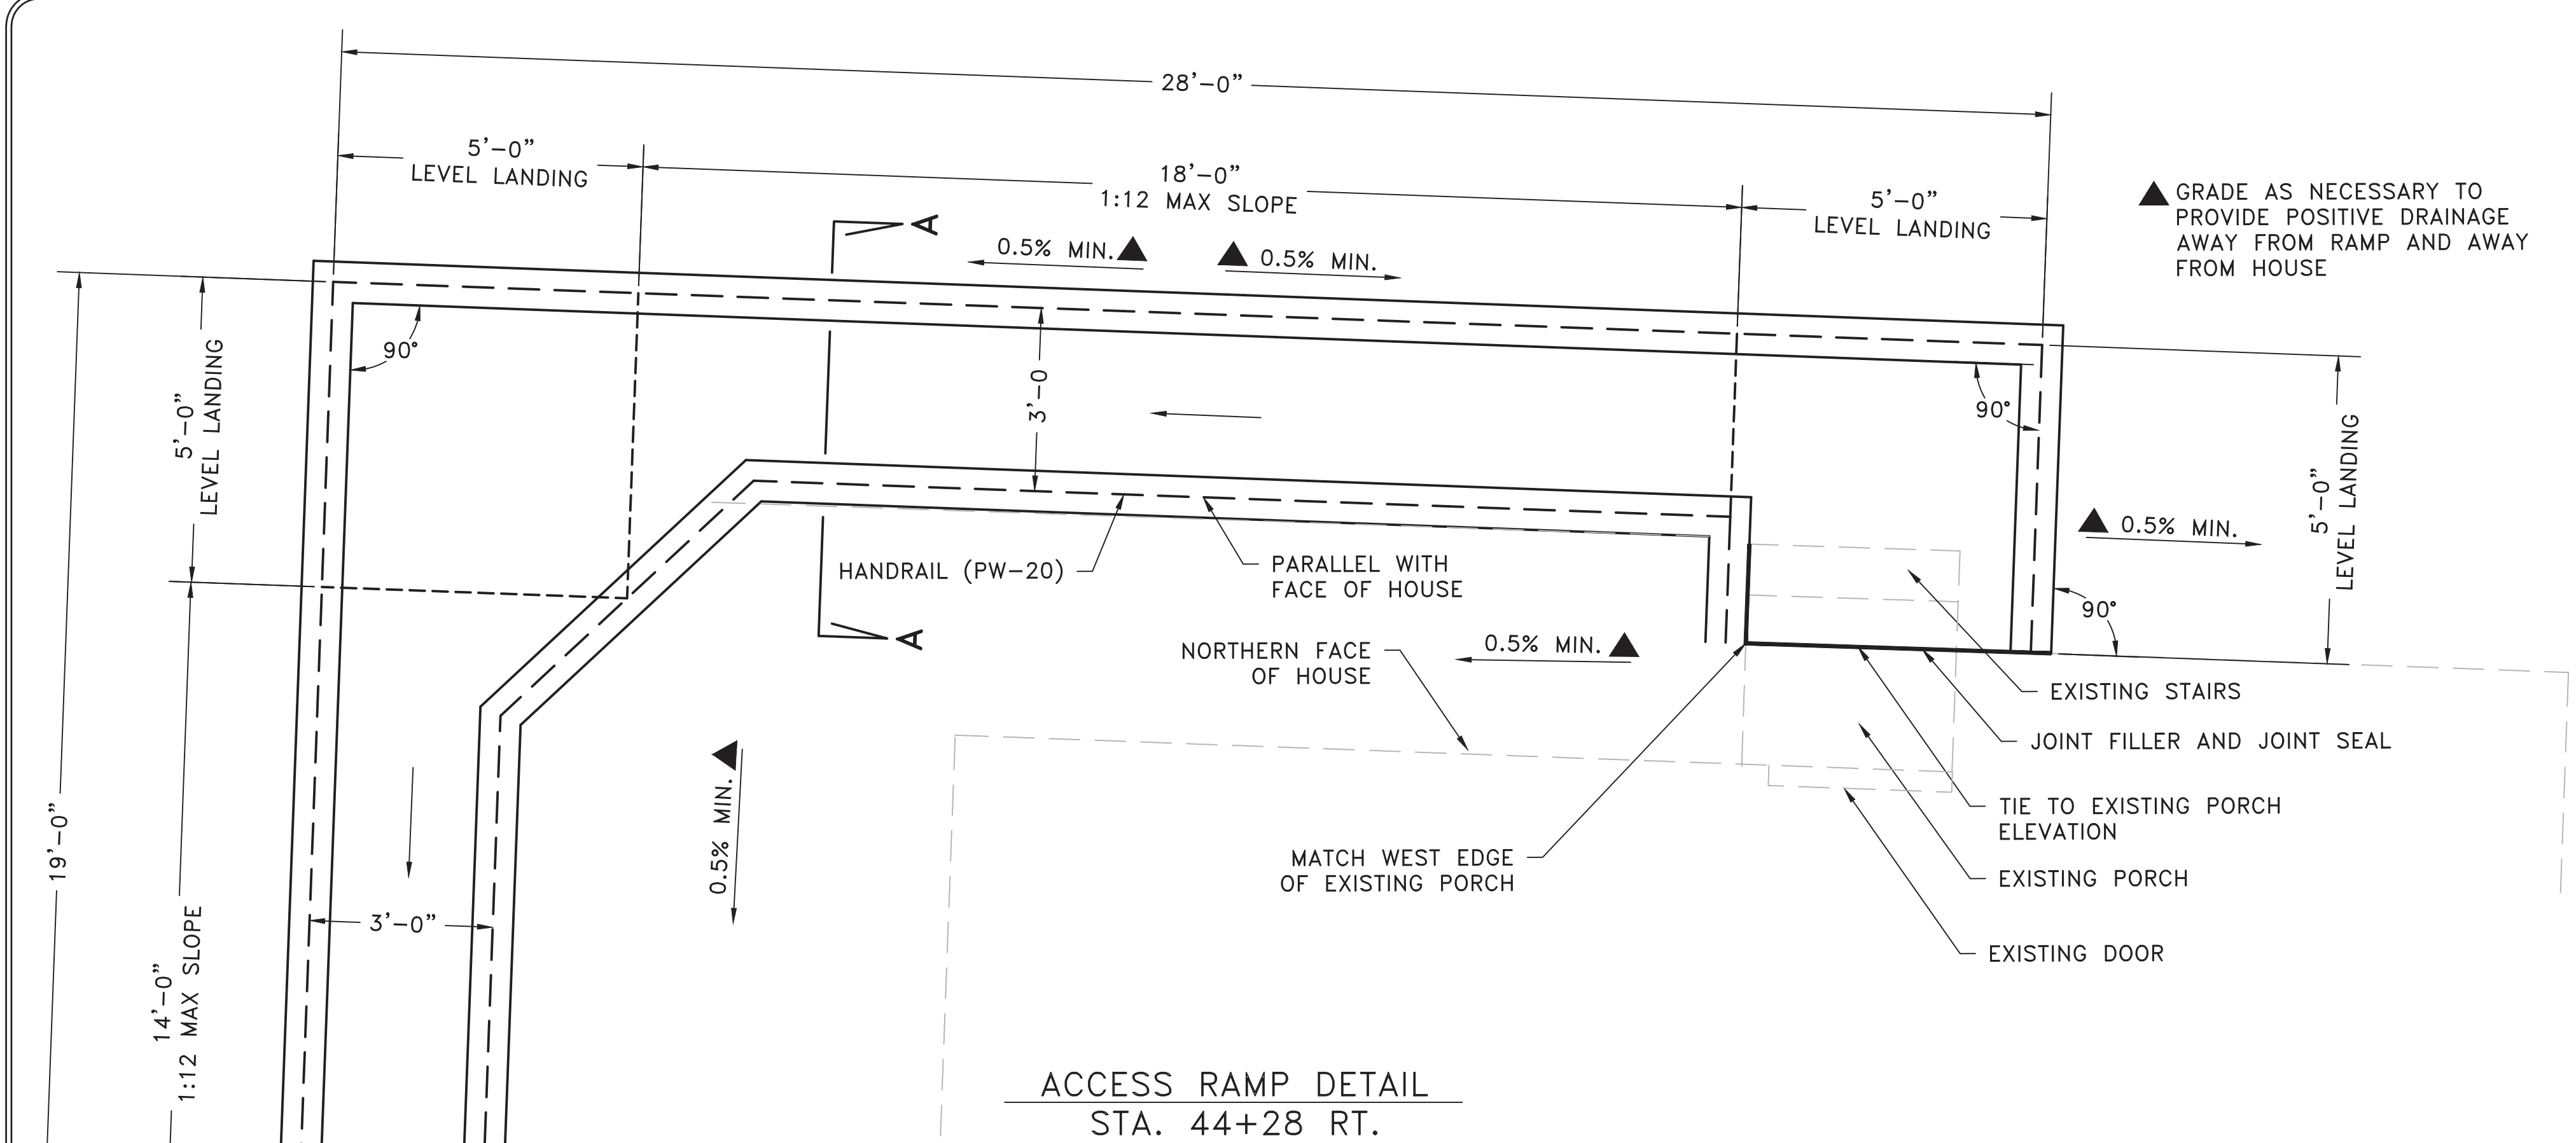 28'-0"
5'-0"
LEVEL LANDING
18'-0"
1:12 MAX SLOPE
5'-0"
LEVEL LANDING
▲ GRADE AS NECESSARY TO
PROVIDE POSITIVE DRAINAGE
AWAY FROM RAMP AND AWAY
FROM HOUSE
A
0.5% MIN.
0.5% MIN.
90°
5'-0"
LEVEL LANDING
3'-0
90°
5'-0"
LEVEL LANDING
0.5% MIN.
HANDRAIL (PW-20)
PARALLEL WITH
FACE OF HOUSE
A
90°
NORTHERN FACE
OF HOUSE
0.5% MIN.
EXISTING STAIRS
JOINT FILLER AND JOINT SEAL
0.5% MIN.
TIE TO EXISTING PORCH
ELEVATION
19'-0"
MATCH WEST EDGE
OF EXISTING PORCH
EXISTING PORCH
3'-0"
EXISTING DOOR
14'-0"
1:12 MAX SLOPE
ACCESS RAMP DETAIL
STA. 44+28 RT.